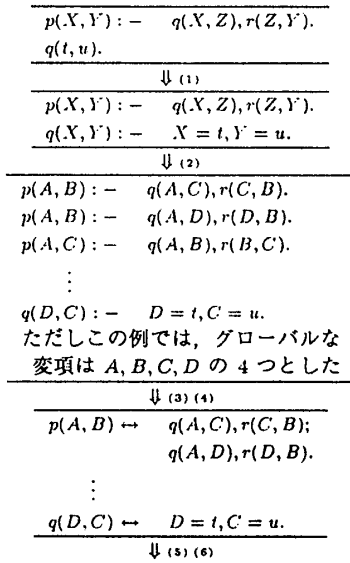 p(X, Y) : − q(X, Z), r(Z, Y).
q(t, u).
⇓ (1)
p(X, Y) : − q(X, Z), r(Z, Y).
q(X, Y) : − X = t, Y = u.
⇓ (2)
p(A, B) : − q(A, C), r(C, B).
p(A, B) : − q(A, D), r(D, B).
p(A, C) : − q(A, B), r(B, C).
⋮
q(D, C) : − D = t, C = u.
ただしこの例では, グローバルな
変項は A, B, C, D の 4 つとした
⇓ (3) (4)
p(A, B) ↔ q(A, C), r(C, B);
q(A, D), r(D, B).
⋮
q(D, C) ↔ D = t, C = u.
⇓ (5) (6)